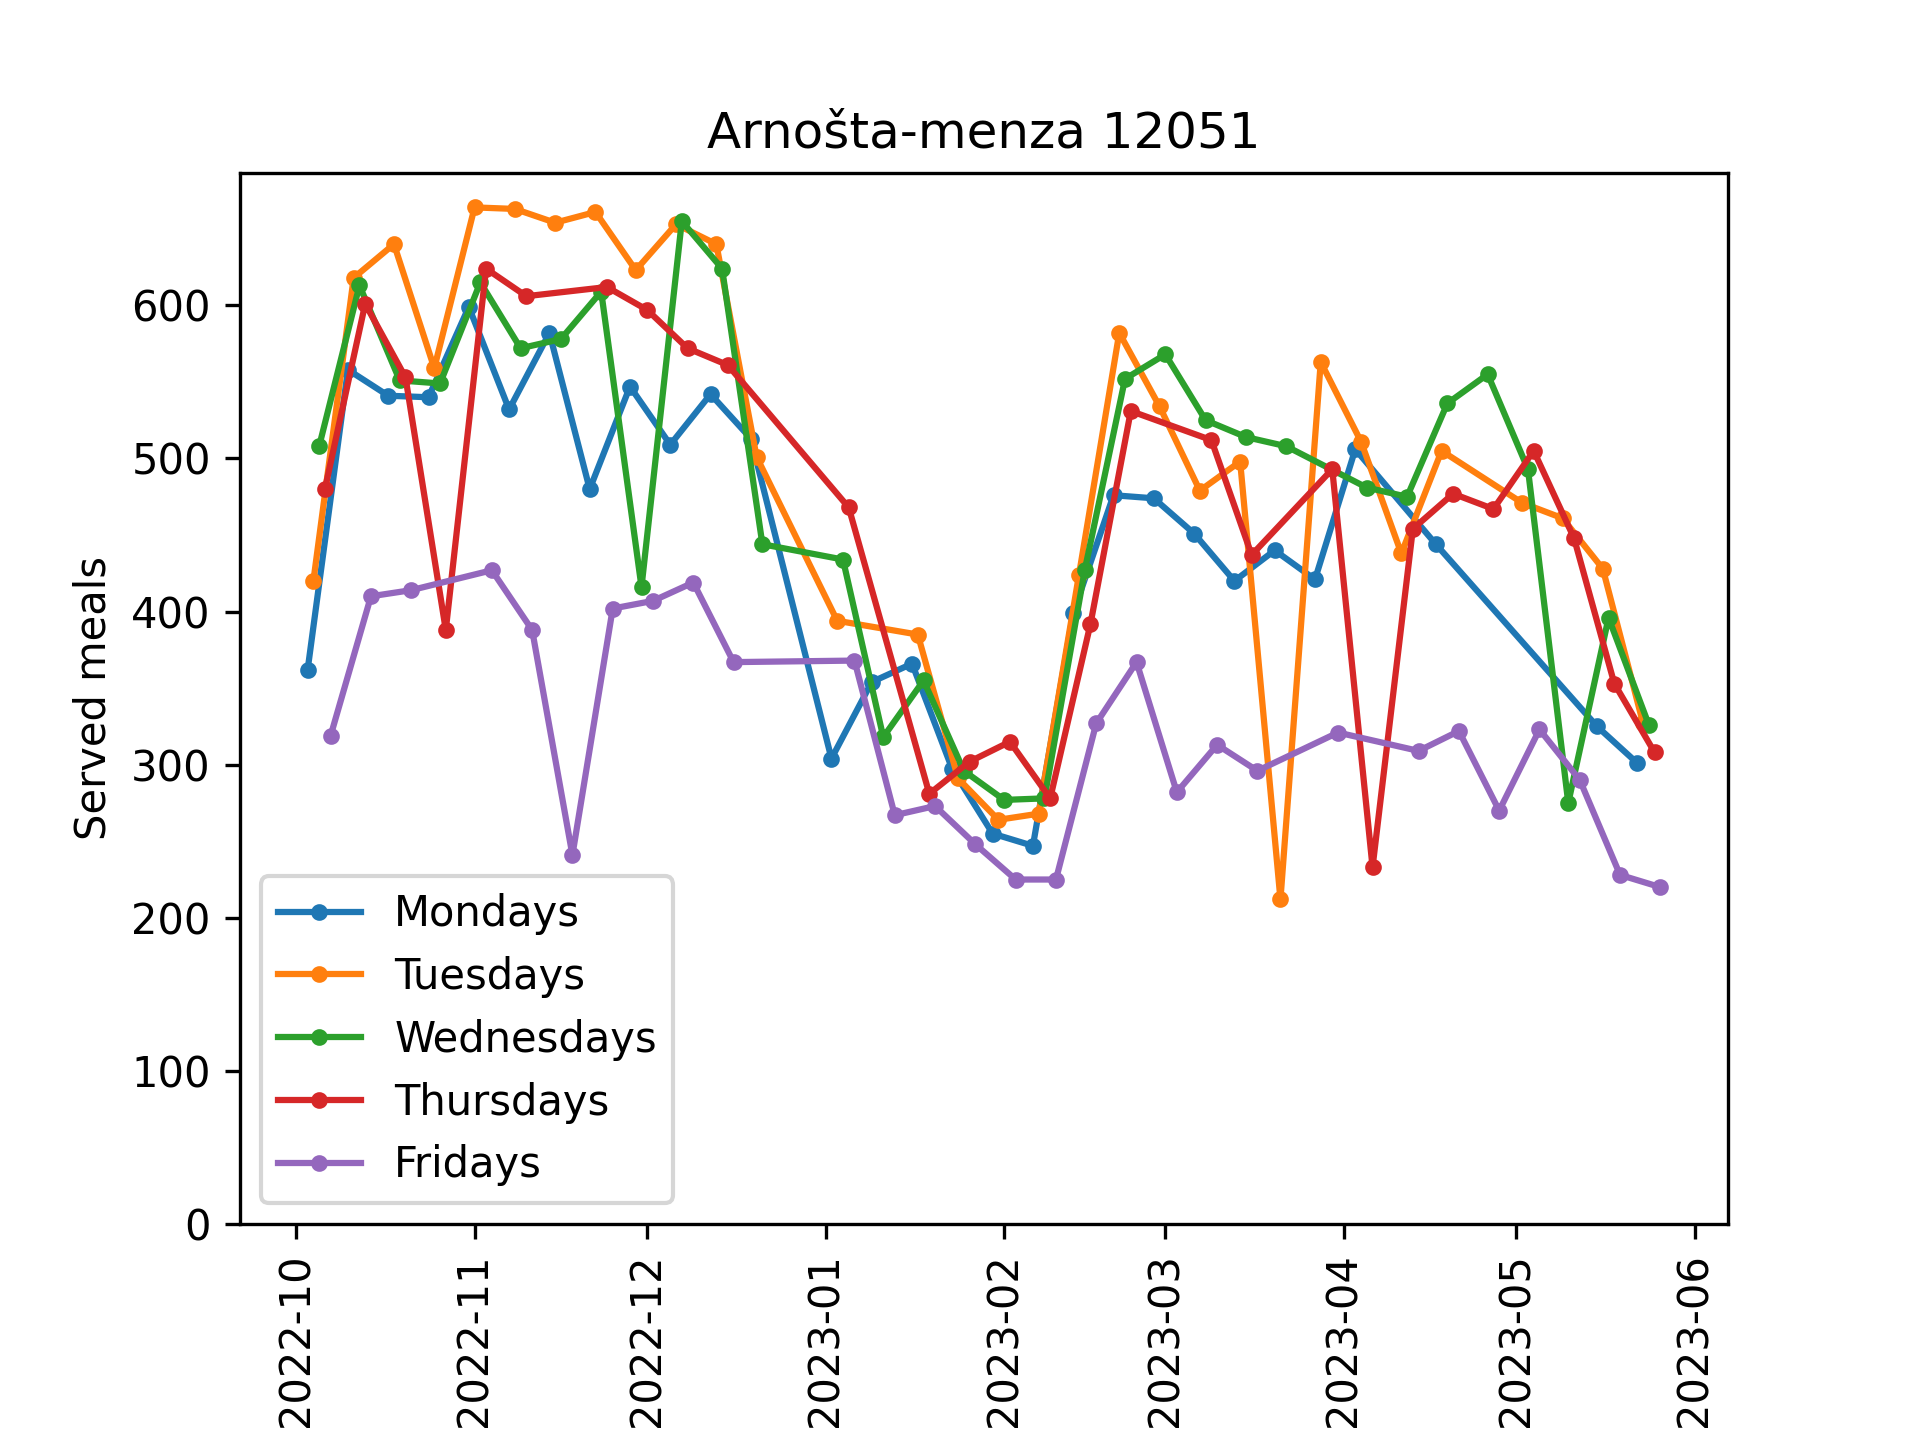 Arnošta-menza 12051
Served meals
600
500
400
300
200
100
0
Mondays
Tuesdays
Wednesdays
Thursdays
Fridays
2022-10
2022-11
2022-12
2023-01
2023-02
2023-03
2023-04
2023-05
2023-06